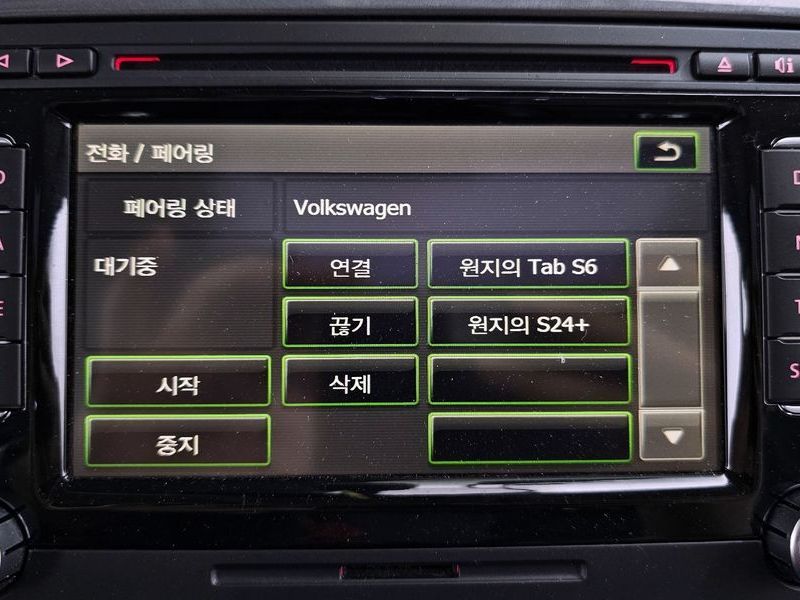 전화 / 페어링
페어링 상태 Volkswagen
대기중 연결 원지의 Tab S6
끊기 원지의 S24+
시작 삭제
중지